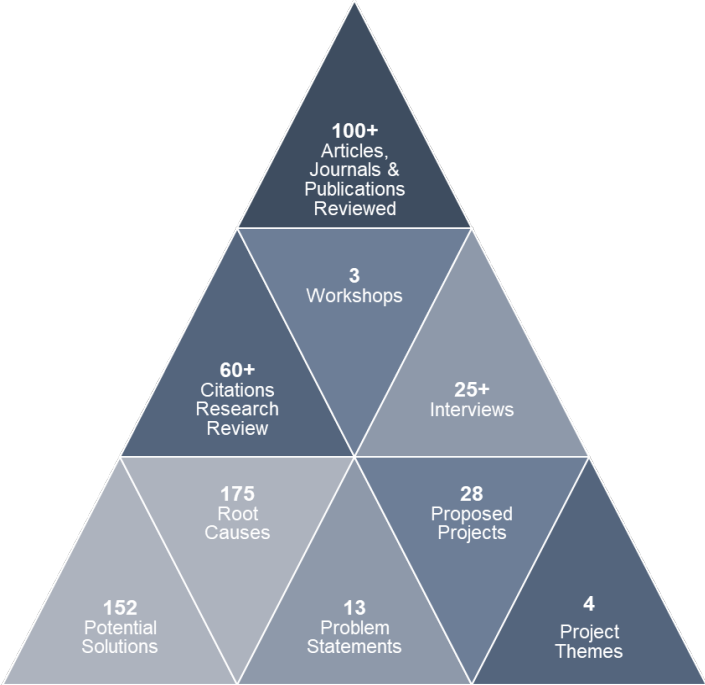 100+
Articles,
Journals &
Publications
Reviewed
3
Workshops
60+
Citations
Research
Review
25+
Interviews
175
Root
Causes
28
Proposed
Projects
152
Potential
Solutions
13
Problem
Statements
4
Project
Themes